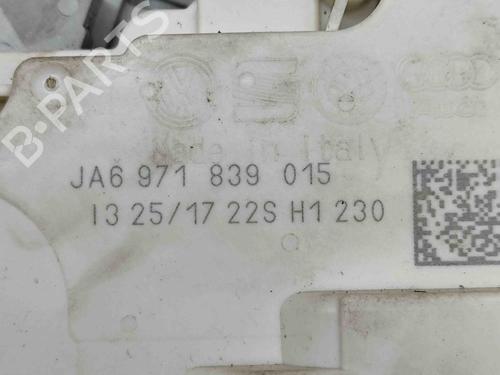 B-PARTS
Made in Italy
JA6 971 839 015
I3 25/17 22S H1 230